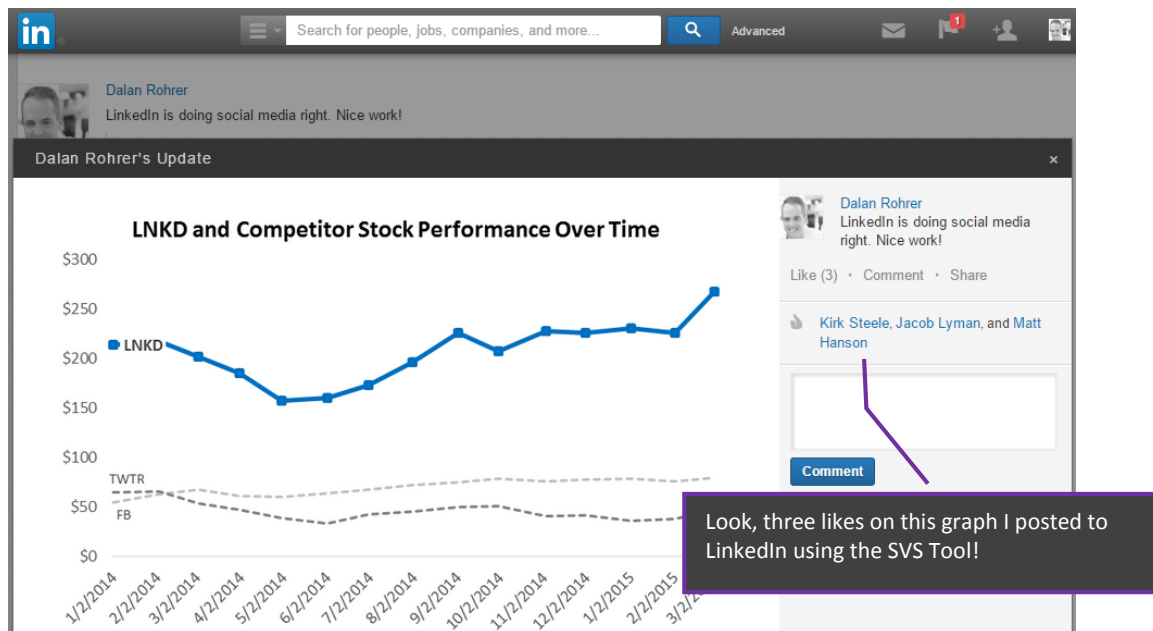 in
Search for people, jobs, companies, and more...
Advanced
1
Dalan Rohrer
LinkedIn is doing social media right. Nice work!
Dalan Rohrer's Update
×
LNKD and Competitor Stock Performance Over Time
$300
$250
$200
$150
$100
$50
$0
LNKD
TWTR
FB
1/2/2014
2/2/2014
3/2/2014
4/2/2014
5/2/2014
6/2/2014
7/2/2014
8/2/2014
9/2/2014
10/2/2014
11/2/2014
12/2/2014
1/2/2015
2/2/2015
Dalan Rohrer
LinkedIn is doing social media
right. Nice work!
Like (3) · Comment · Share
Kirk Steele, Jacob Lyman, and Matt
Hanson
Comment
Look, three likes on this graph I posted to
LinkedIn using the SVS Tool!